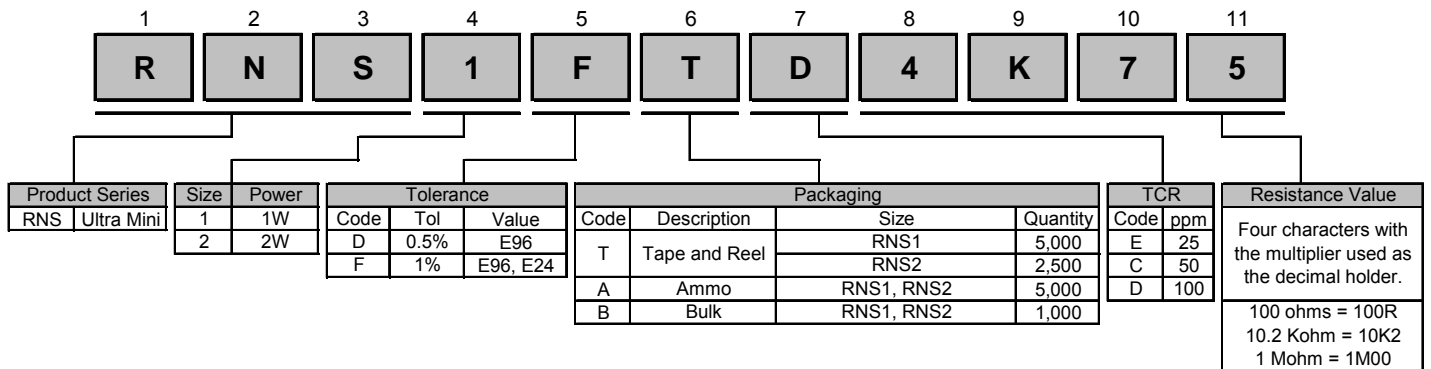 1 2 3 4 5 6 7 8 9 10 11
R N S 1 F T D 4 K 7 5
Product Series
RNS Ultra Mini
Size Power
1 1W
2 2W
Tolerance
Code Tol Value
D 0.5% E96
F 1% E96, E24
Packaging
Code Description Size Quantity
T Tape and Reel RNS1 5,000
RNS2 2,500
A Ammo RNS1, RNS2 5,000
B Bulk RNS1, RNS2 1,000
TCR
Code ppm
E 25
C 50
D 100
Resistance Value
Four characters with
the multiplier used as
the decimal holder.
100 ohms = 100R
10.2 Kohm = 10K2
1 Mohm = 1M00